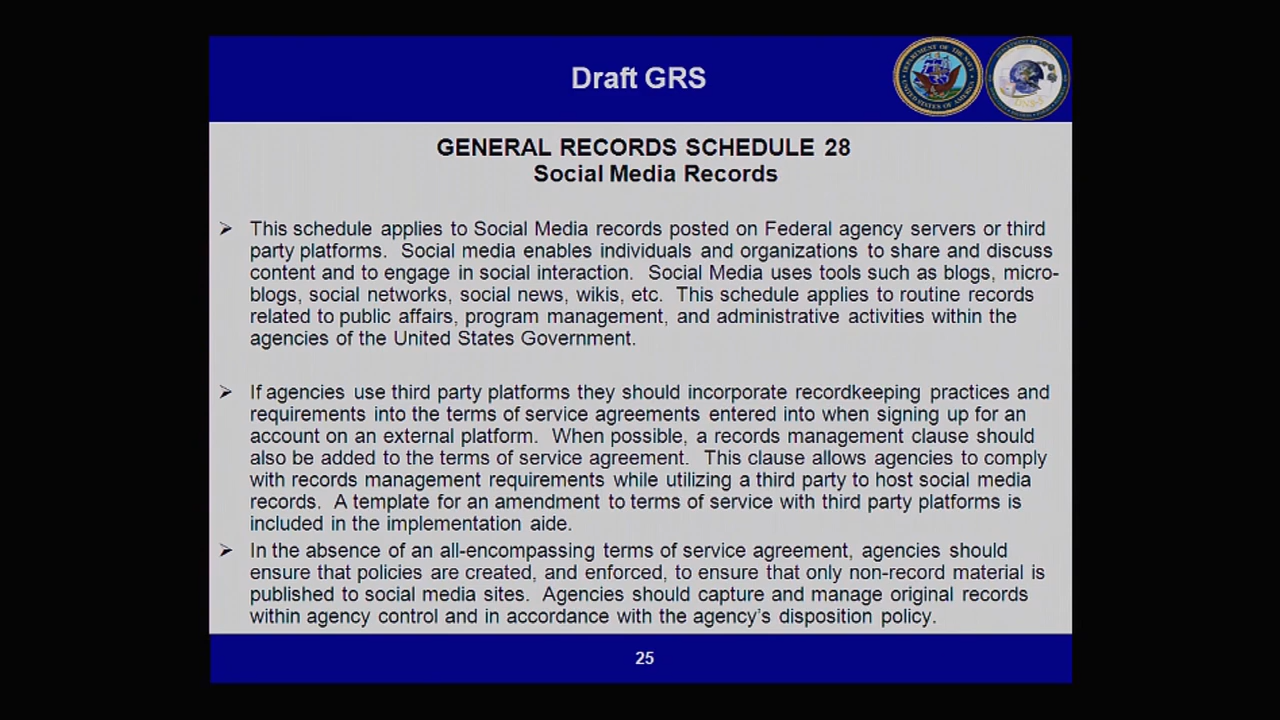 Draft GRS
DEPARTMENT OF THE NAVY
UNITED STATES OF AMERICA
GENERAL RECORDS SCHEDULE 28
Social Media Records
➢ This schedule applies to Social Media records posted on Federal agency servers or third
party platforms. Social media enables individuals and organizations to share and discuss
content and to engage in social interaction. Social Media uses tools such as blogs, micro-
blogs, social networks, social news, wikis, etc. This schedule applies to routine records
related to public affairs, program management, and administrative activities within the
agencies of the United States Government.
➢ If agencies use third party platforms they should incorporate recordkeeping practices and
requirements into the terms of service agreements entered into when signing up for an
account on an external platform. When possible, a records management clause should
also be added to the terms of service agreement. This clause allows agencies to comply
with records management requirements while utilizing a third party to host social media
records. A template for an amendment to terms of service with third party platforms is
included in the implementation aide.
➢ In the absence of an all-encompassing terms of service agreement, agencies should
ensure that policies are created, and enforced, to ensure that only non-record material is
published to social media sites. Agencies should capture and manage original records
within agency control and in accordance with the agency's disposition policy.
25